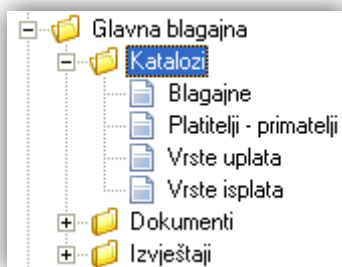 Glavna blagajna
Katalozi
Blagajne
Platitelji - primatelji
Vrste uplata
Vrste isplata
Dokumenti
Izvještaji